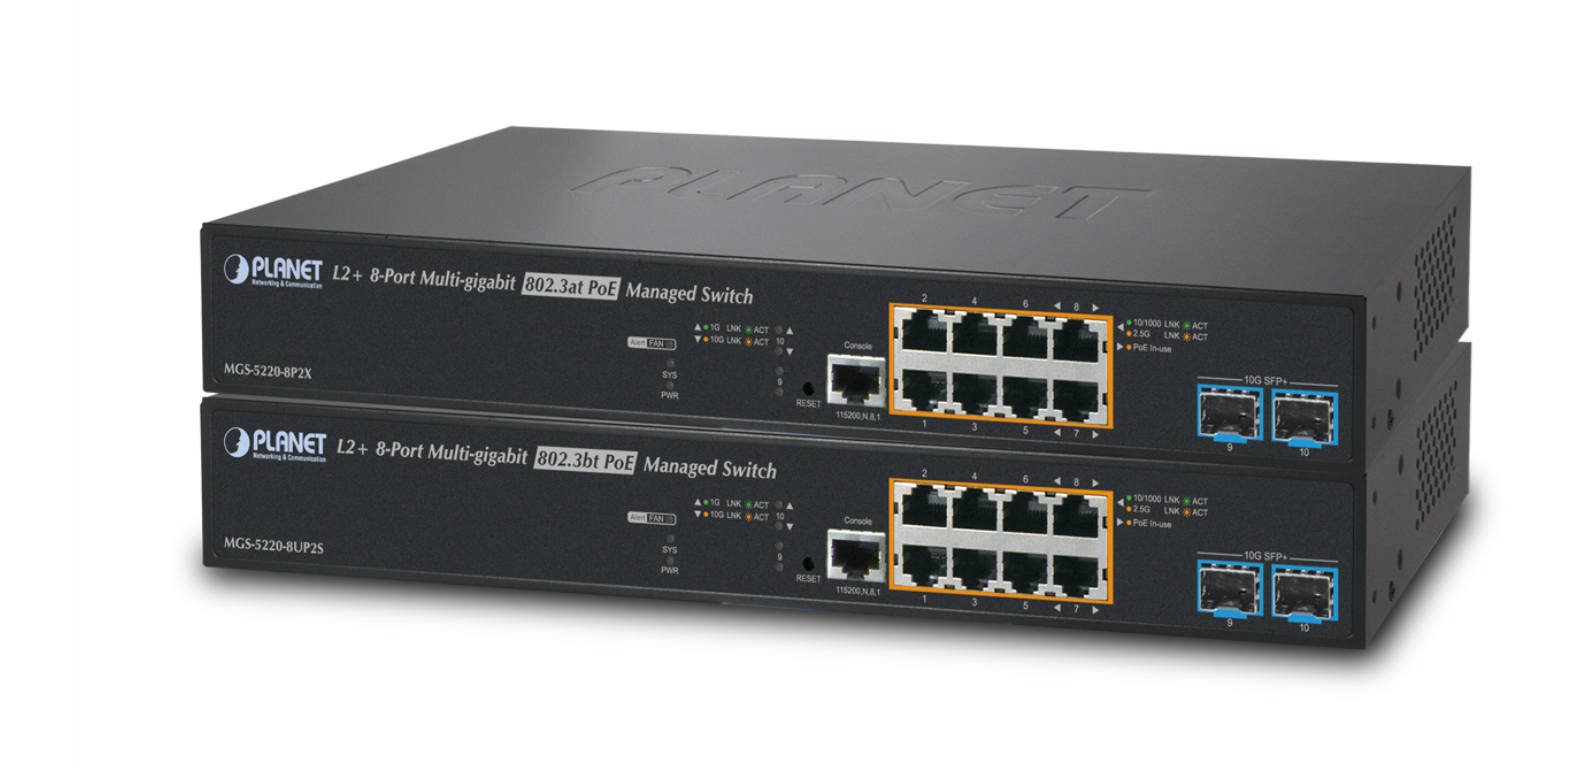 PLANET
PLANET
Networking & Communication
L2+ 8-Port Multi-gigabit 802.3at PoE Managed Switch
2 4 6 ◀ 8 ▶
▲ 1G LNK ACT ▲
▼ 10G LNK ACT 10 ▼
◀ 10/1000 LNK ACT
2.5G LNK ACT
▶ PoE In-use
Alert FAN
Console
SYS
9
PWR
RESET
115200,N,8,1
1 3 5 ◀ 7 ▶
10G SFP+
9 10
MGS-5220-8P2X
PLANET
Networking & Communication
L2+ 8-Port Multi-gigabit 802.3bt PoE Managed Switch
2 4 6 ◀ 8 ▶
▲ 1G LNK ACT ▲
▼ 10G LNK ACT 10 ▼
◀ 10/1000 LNK ACT
2.5G LNK ACT
▶ PoE In-use
Alert FAN
Console
SYS
9
PWR
RESET
115200,N,8,1
1 3 5 ◀ 7 ▶
10G SFP+
9 10
MGS-5220-8UP2S